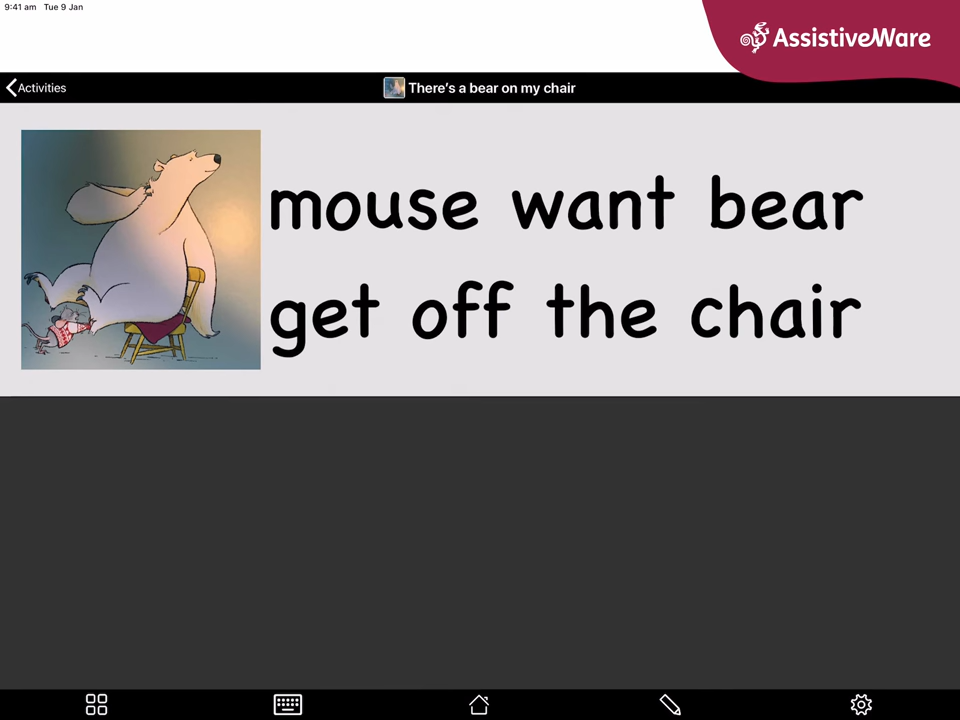 9:41 am Tue 9 Jan
AssistiveWare
Activities
There's a bear on my chair
mouse want bear
get off the chair